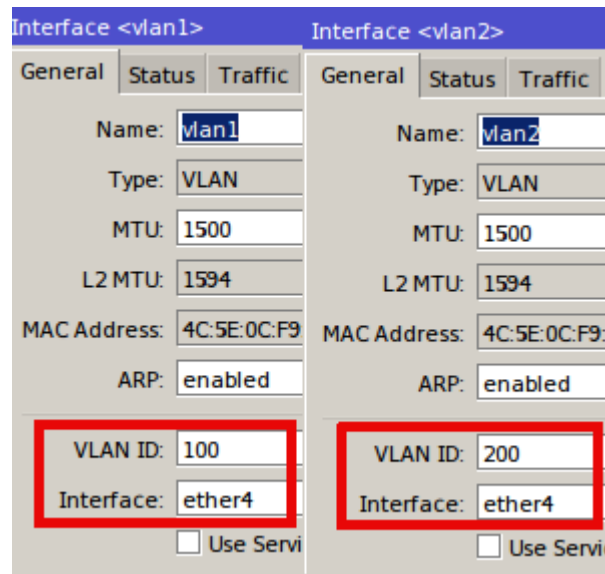 Interface <vlan1>
General Status Traffic
Name: vlan1
Type: VLAN
MTU: 1500
L2 MTU: 1594
MAC Address: 4C:5E:0C:F9
ARP: enabled
VLAN ID: 100
Interface: ether4
Use Servi
Interface <vlan2>
General Status Traffic
Name: vlan2
Type: VLAN
MTU: 1500
L2 MTU: 1594
MAC Address: 4C:5E:0C:F9:
ARP: enabled
VLAN ID: 200
Interface: ether4
Use Servi